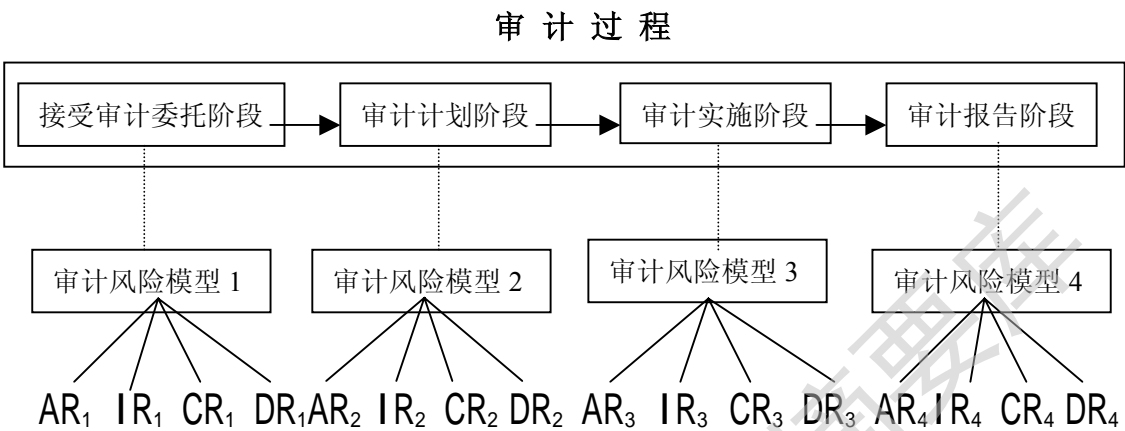 审 计 过 程
接受审计委托阶段 审计计划阶段 审计实施阶段 审计报告阶段
审计风险模型 1 审计风险模型 2 审计风险模型 3 审计风险模型 4
AR₁ IR₁ CR₁ DR₁ AR₂ IR₂ CR₂ DR₂ AR₃ IR₃ CR₃ DR₃ AR₄ IR₄ CR₄ DR₄